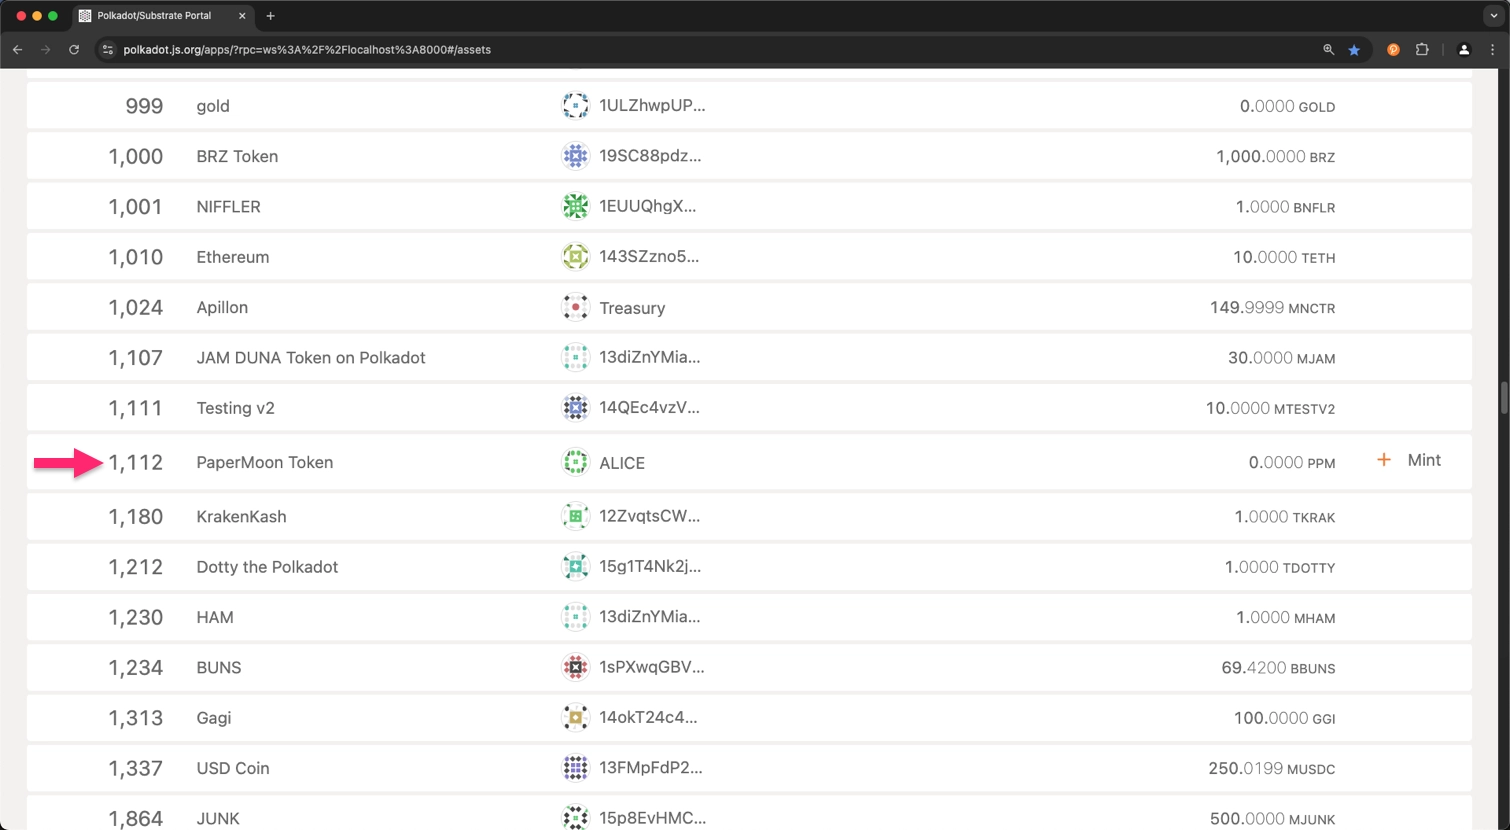 Polkadot/Substrate Portal
polkadot.js.org/apps/?rpc=ws%3A%2F%2Flocalhost%3A8000#/assets
999 gold 1ULZhwpUP... 0.0000 GOLD
1,000 BRZ Token 19SC88pdz... 1,000.0000 BRZ
1,001 NIFFLER 1EUUQhgX... 1.0000 BNFLR
1,010 Ethereum 143SZzno5... 10.0000 TETH
1,024 Apillon Treasury 149.9999 MNCTR
1,107 JAM DUNA Token on Polkadot 13diZnYMia... 30.0000 MJAM
1,111 Testing v2 14QEc4vzV... 10.0000 MTESTV2
1,112 PaperMoon Token ALICE 0.0000 PPM + Mint
1,180 KrakenKash 12ZvqtsCW... 1.0000 TKRAK
1,212 Dotty the Polkadot 15g1T4Nk2j... 1.0000 TDOTTY
1,230 HAM 13diZnYMia... 1.0000 MHAM
1,234 BUNS 1sPXwqGBV... 69.4200 BBUNS
1,313 Gagi 14okT24c4... 100.0000 GGI
1,337 USD Coin 13FMpFdP2... 250.0199 MUSDC
1,864 JUNK 15p8EvHMC... 500.0000 MJUNK